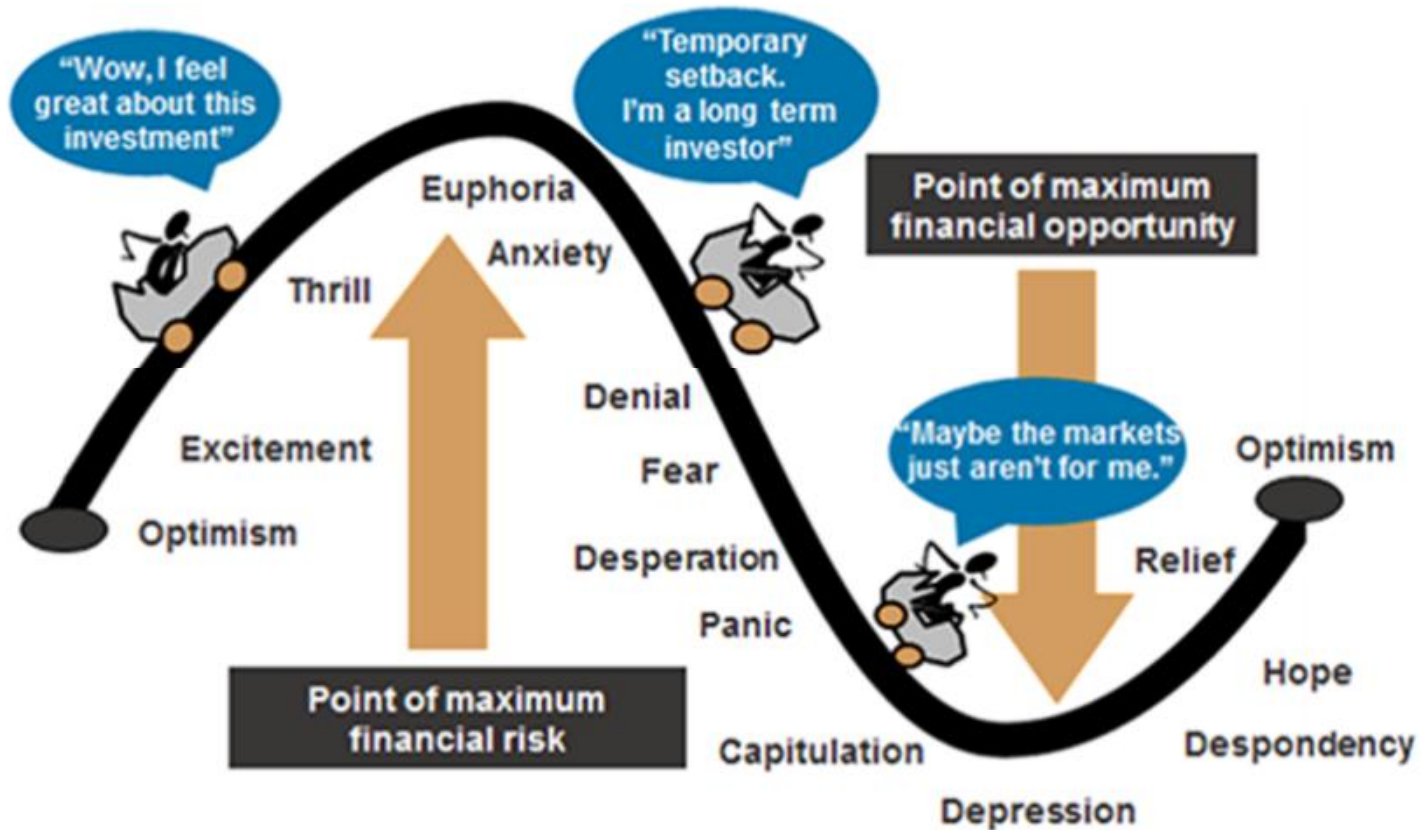 “Wow, I feel
great about this
investment”
“Temporary
setback.
I’m a long term
investor”
Point of maximum
financial opportunity
Euphoria
Anxiety
Thrill
Denial
Excitement
Fear
“Maybe the markets
just aren’t for me.”
Optimism
Optimism
Desperation
Relief
Panic
Point of maximum
financial risk
Hope
Capitulation
Despondency
Depression